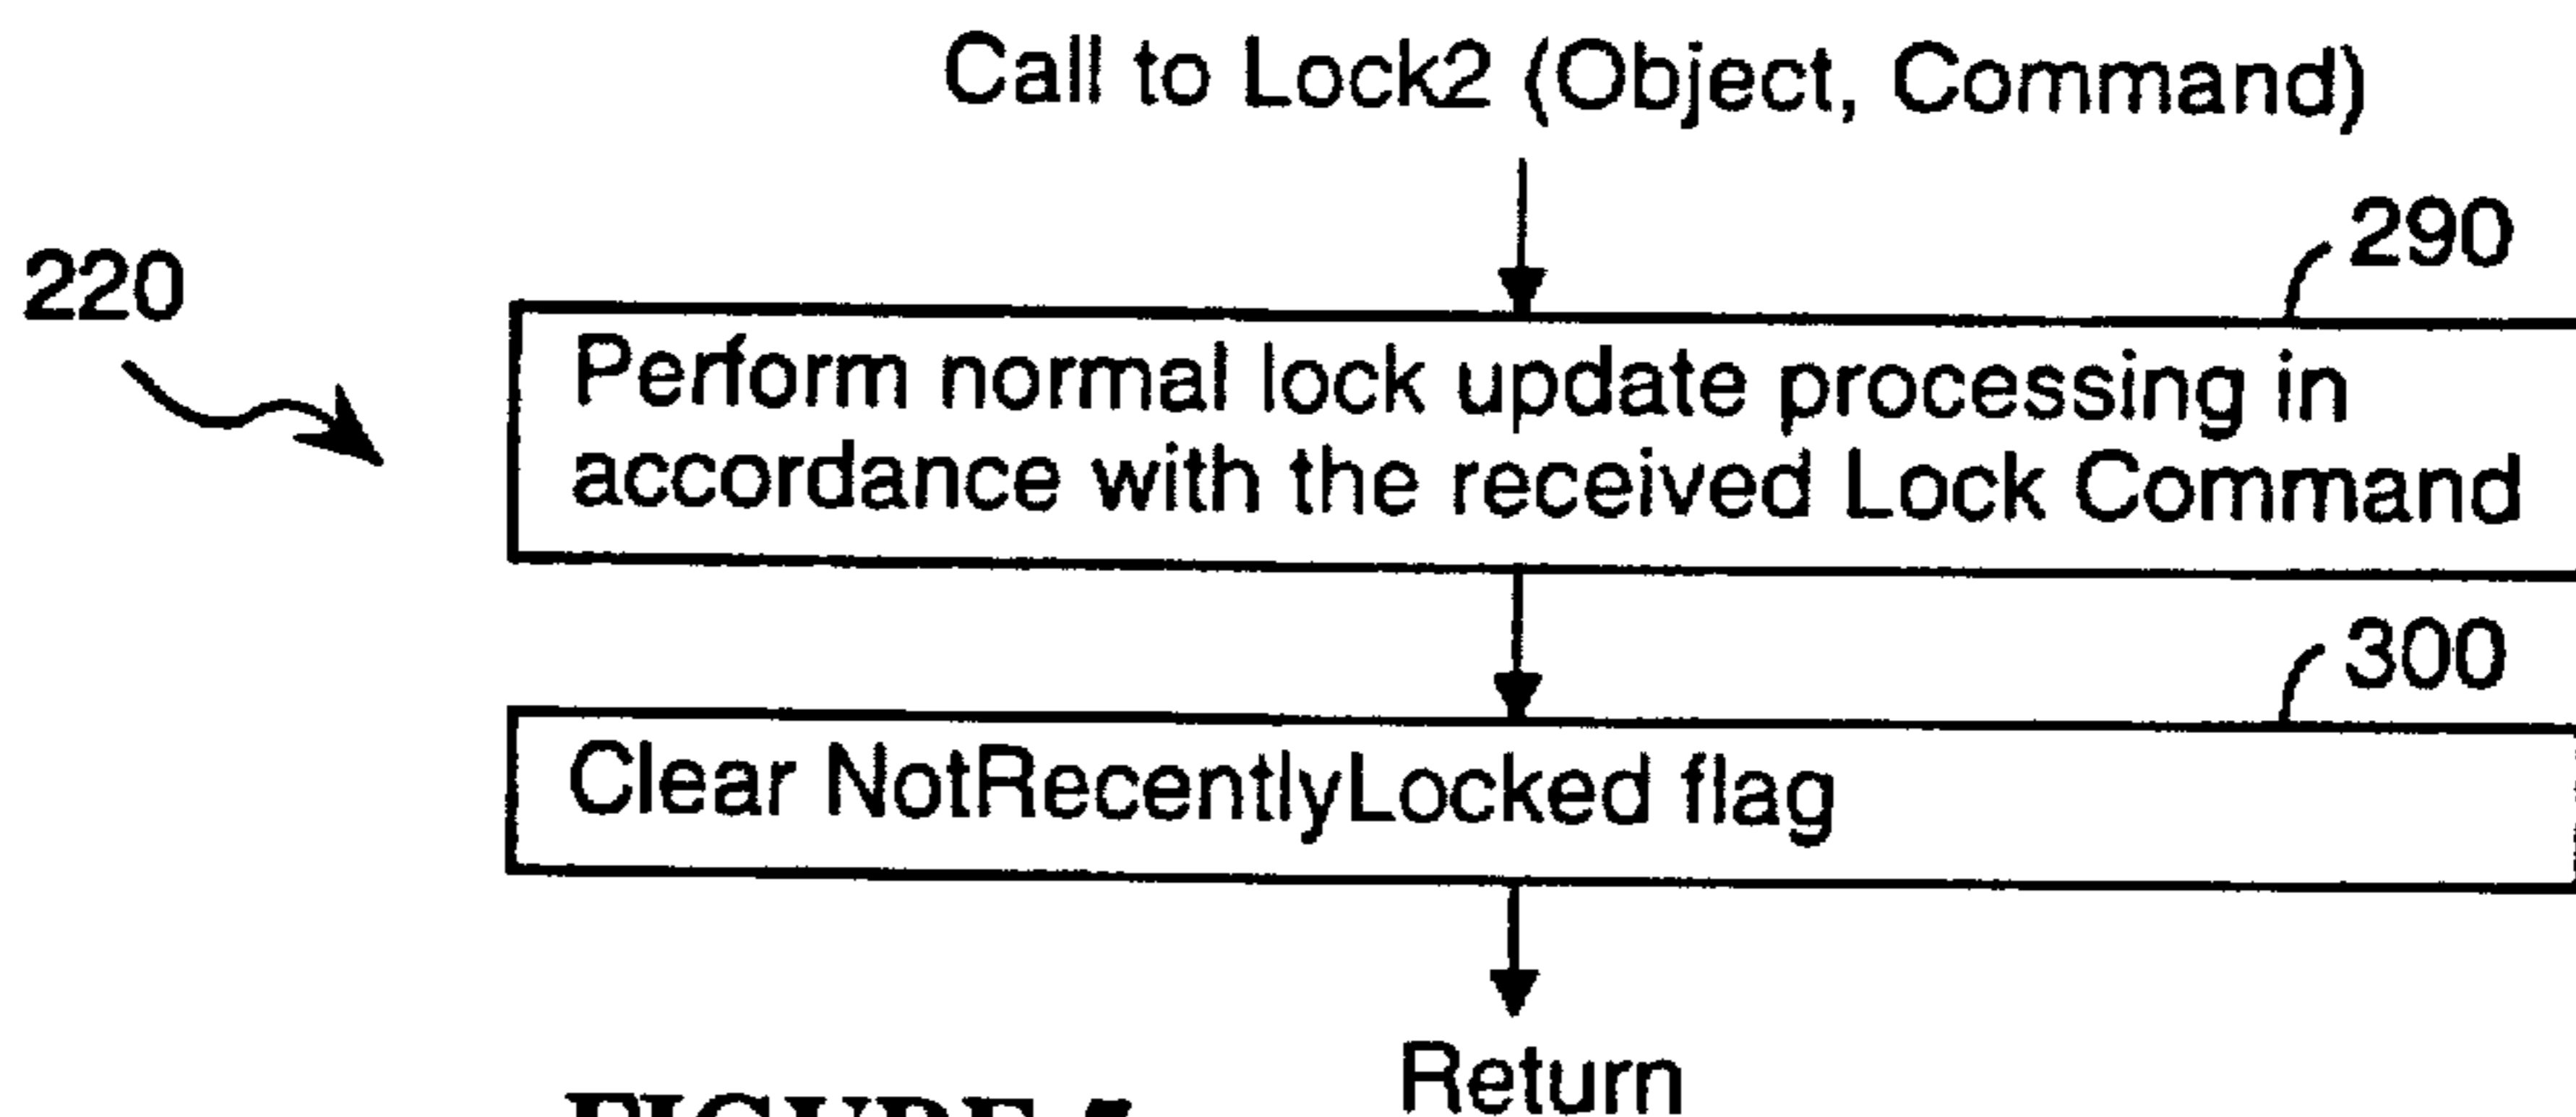 Call to Lock2 (Object, Command)
290
220
Perform normal lock update processing in
accordance with the received Lock Command
300
Clear NotRecentlyLocked flag
Return